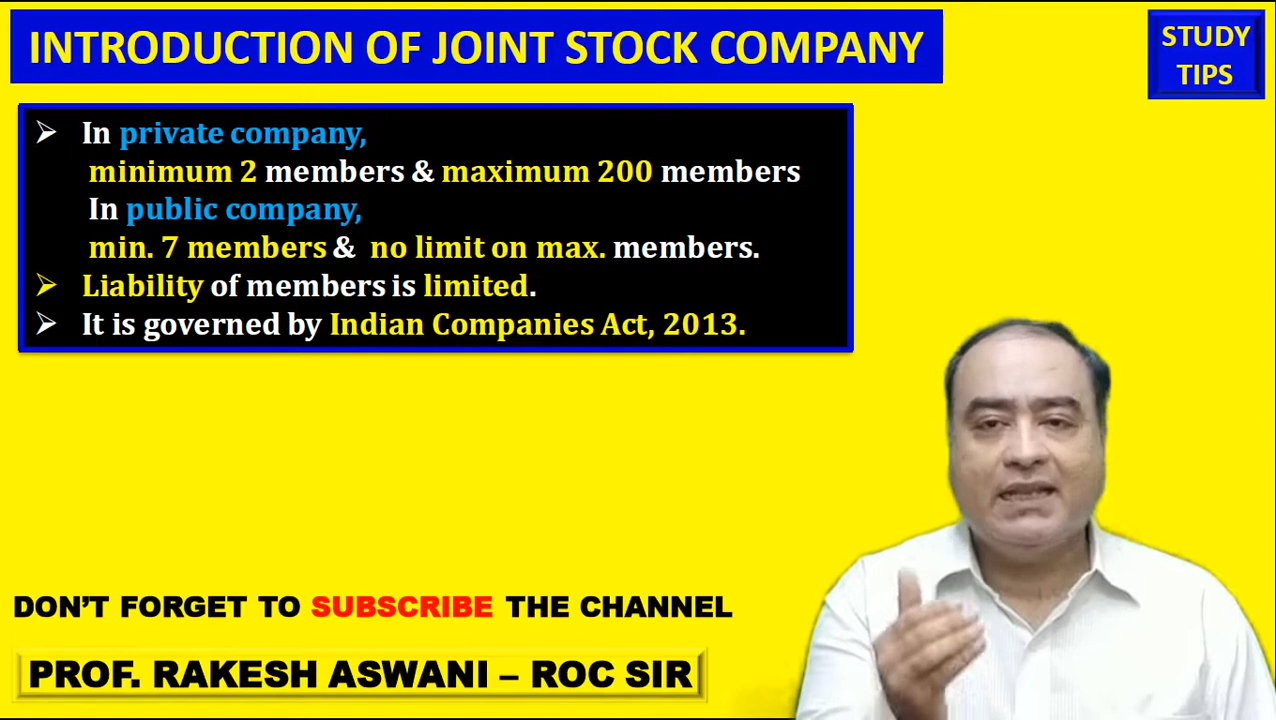 INTRODUCTION OF JOINT STOCK COMPANY
STUDY
TIPS
➢ In private company,
minimum 2 members & maximum 200 members
In public company,
min. 7 members & no limit on max. members.
➢ Liability of members is limited.
➢ It is governed by Indian Companies Act, 2013.
DON'T FORGET TO SUBSCRIBE THE CHANNEL
PROF. RAKESH ASWANI – ROC SIR